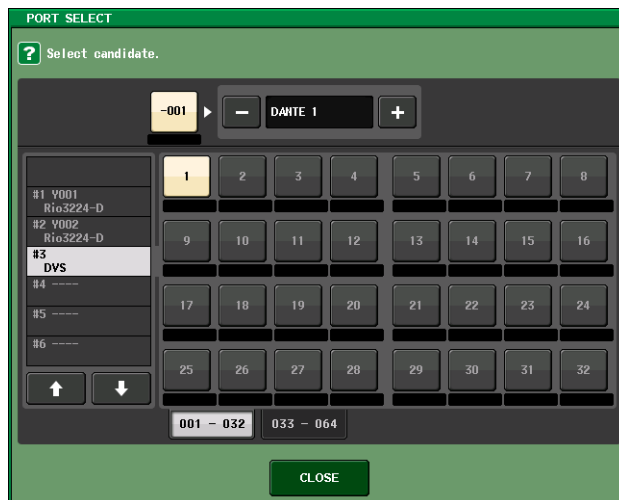 PORT SELECT
? Select candidate.
-001
−
DANTE 1
+
#1 Y001
Rio3224-D
#2 Y002
Rio3224-D
#3
DVS
#4 ----
#5 ----
#6 ----
1 2 3 4 5 6 7 8
9 10 11 12 13 14 15 16
17 18 19 20 21 22 23 24
25 26 27 28 29 30 31 32
001 - 032
033 - 064
CLOSE